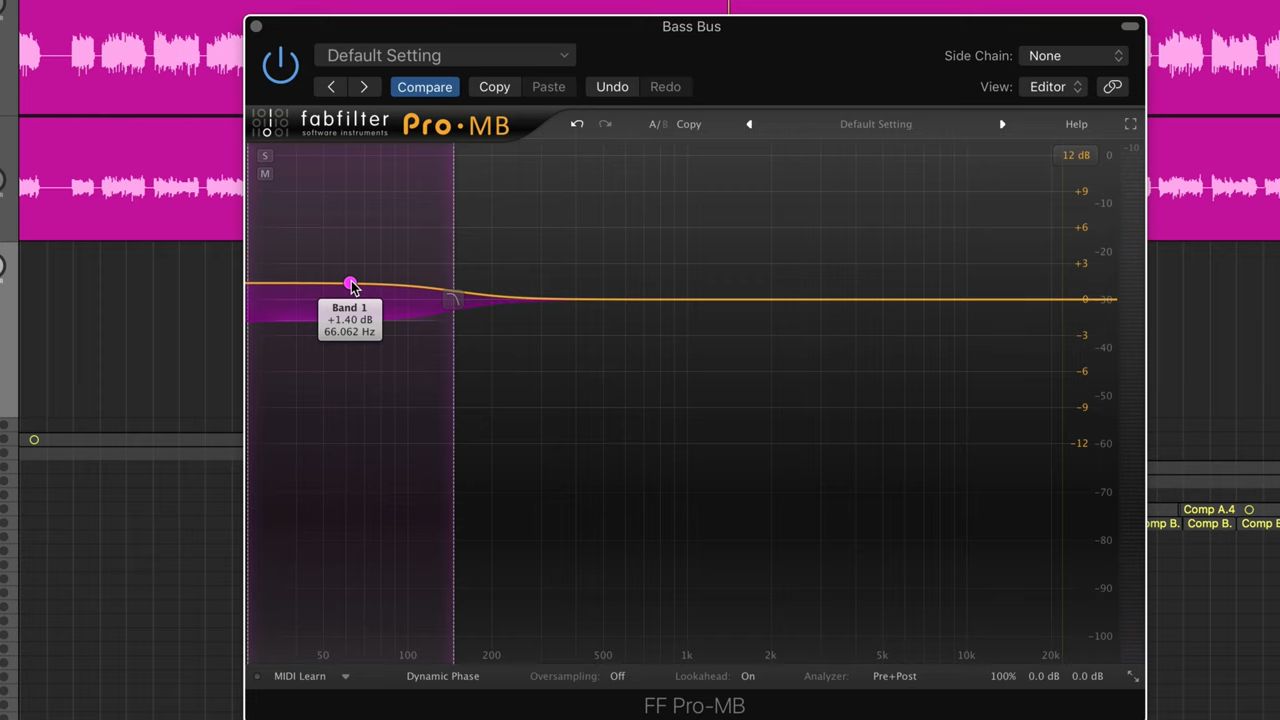 Bass Bus
Default Setting
Side Chain: None
Compare Copy Paste Undo Redo
View: Editor
fabfilter Pro·MB
software instruments
A/B Copy
Default Setting
Help
S
M
12 dB 0 -10
+9
-10
+6
-20
+3
0 -30
-3
-40
-6
-50
-9
-12 -60
-70
-80
-90
-100
Band 1
+1.40 dB
66.062 Hz
Comp A.4
omp B. Comp B. Comp B
50 100 200 500 1k 2k 5k 10k 20k
MIDI Learn Dynamic Phase Oversampling: Off Lookahead: On Analyzer: Pre+Post 100% 0.0 dB 0.0 dB
FF Pro-MB